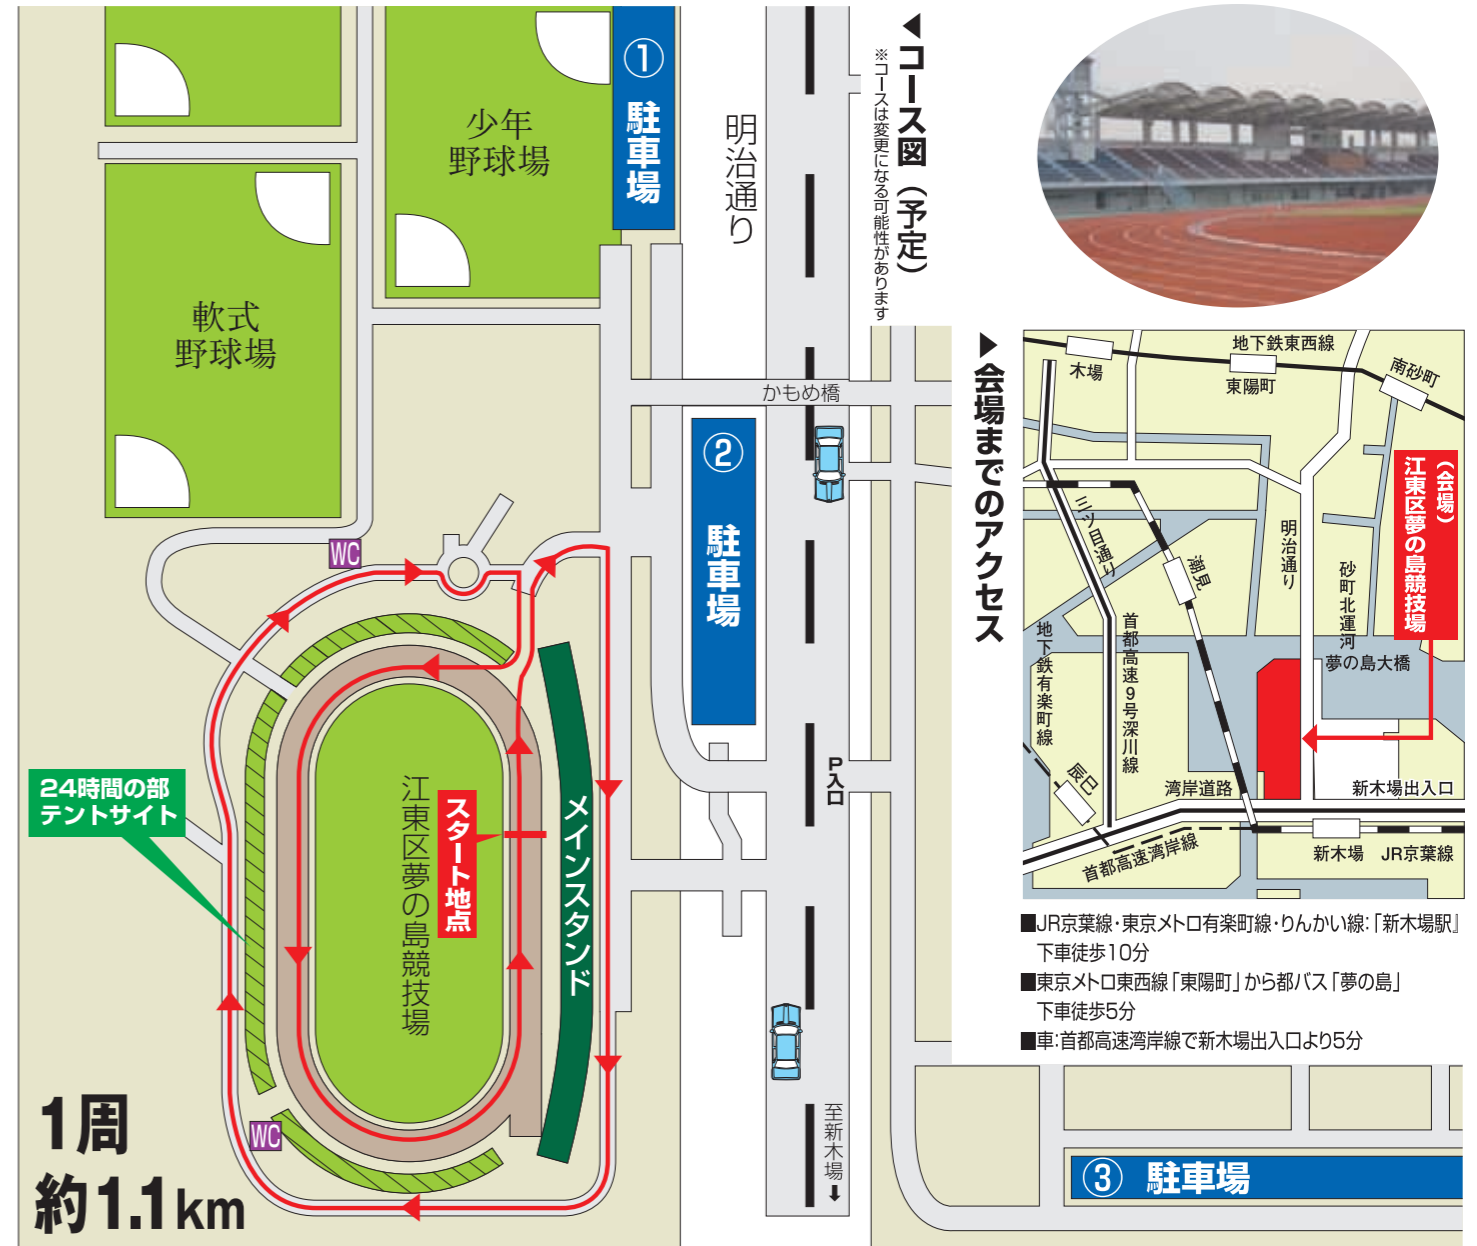 ◀コース図（予定）
※コースは変更になる可能性があります
① 駐車場
明治通り
少年
野球場
軟式
野球場
かもめ橋
② 駐車場
WC
P入口
24時間の部
テントサイト
江東区夢の島競技場
スタート地点
メインスタンド
WC
1周
約1.1km
至新木場➡
③ 駐車場
▶会場までのアクセス
地下鉄東西線
木場
東陽町
南砂町
（会場）
江東区夢の島競技場
三ツ目通り
潮見
明治通り
砂町北運河
夢の島大橋
首都高速9号深川線
地下鉄有楽町線
辰巳
湾岸道路
新木場出入口
首都高速湾岸線
新木場
JR京葉線
■JR京葉線・東京メトロ有楽町線・りんかい線:「新木場駅』
下車徒歩10分
■東京メトロ東西線「東陽町」から都バス「夢の島」
下車徒歩5分
■車:首都高速湾岸線で新木場出入口より5分